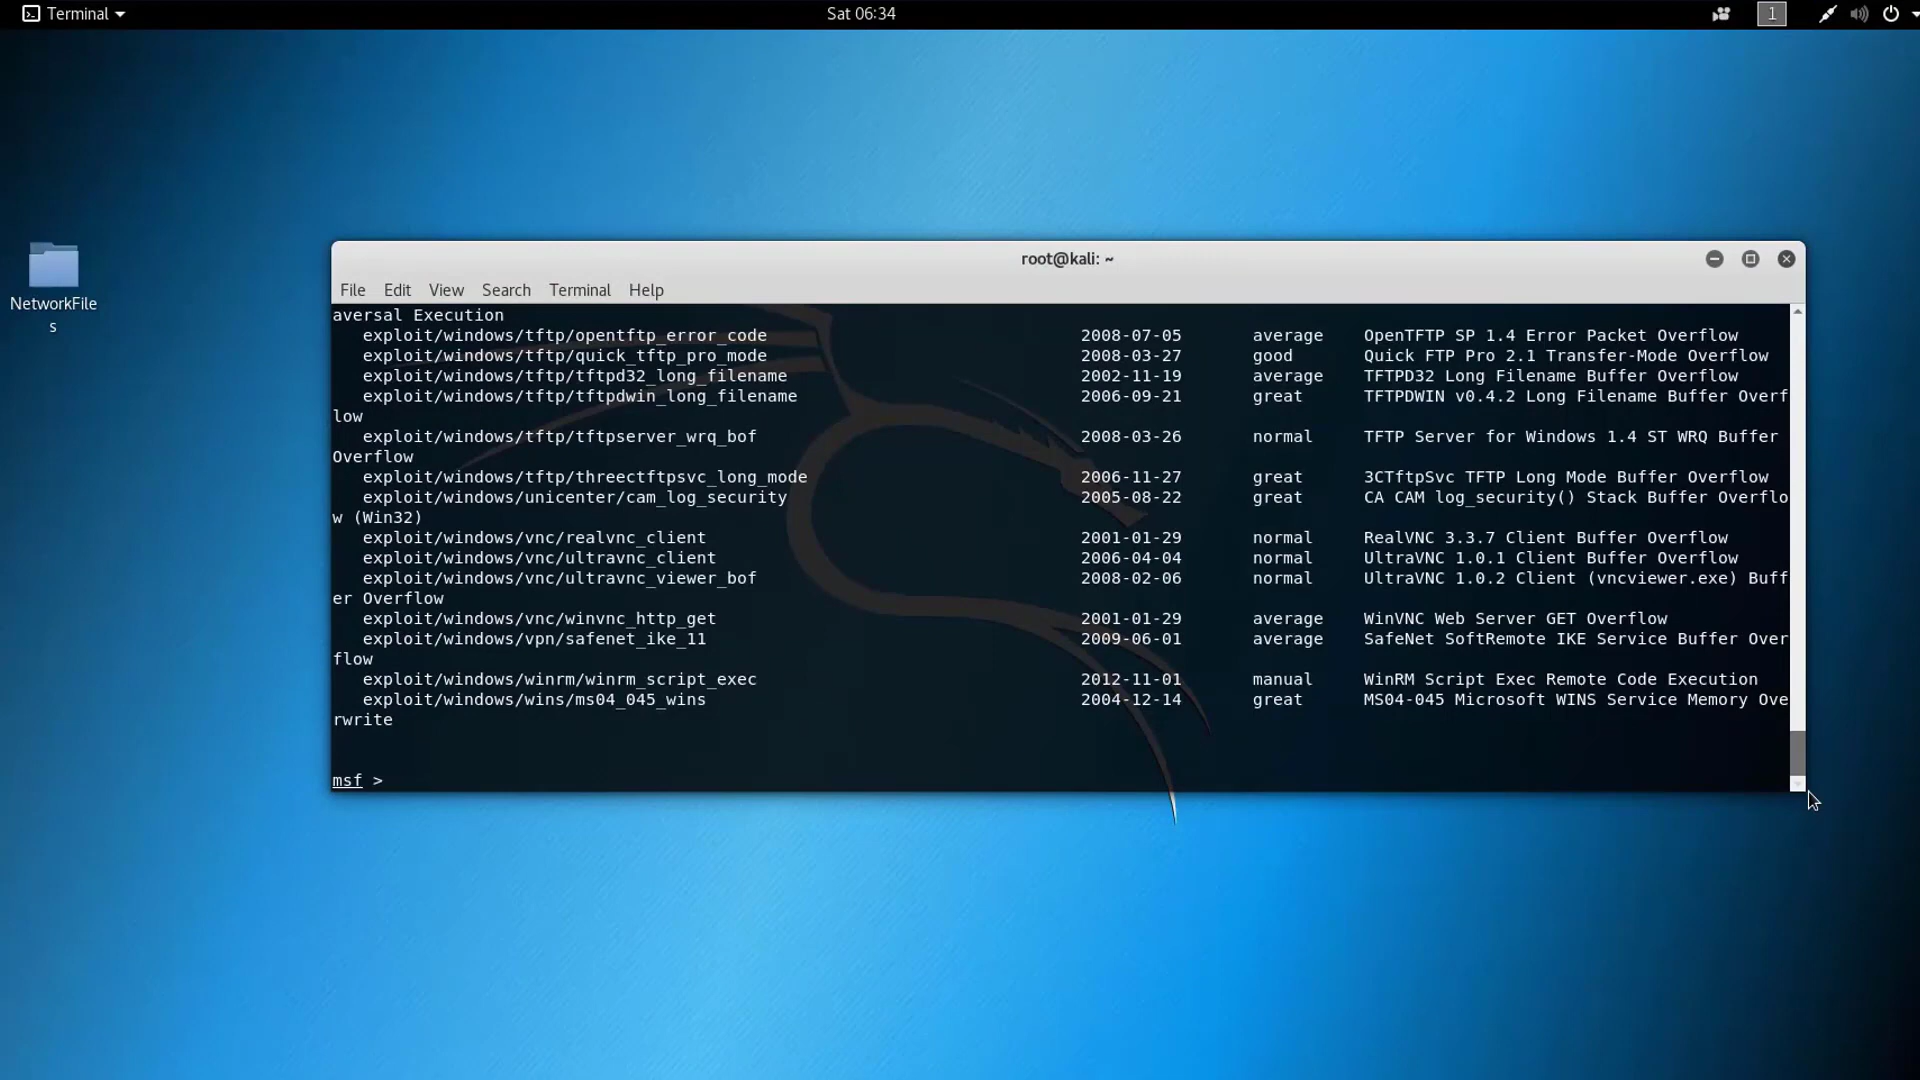 Terminal
Sat 06:34
1
NetworkFile
s
root@kali: ~
File Edit View Search Terminal Help
aversal Execution
exploit/windows/tftp/opentftp_error_code 2008-07-05 average OpenTFTP SP 1.4 Error Packet Overflow
exploit/windows/tftp/quick_tftp_pro_mode 2008-03-27 good Quick FTP Pro 2.1 Transfer-Mode Overflow
exploit/windows/tftp/tftpd32_long_filename 2002-11-19 average TFTPD32 Long Filename Buffer Overflow
exploit/windows/tftp/tftpdwin_long_filename 2006-09-21 great TFTPDWIN v0.4.2 Long Filename Buffer Overf
low
exploit/windows/tftp/tftpserver_wrq_bof 2008-03-26 normal TFTP Server for Windows 1.4 ST WRQ Buffer
Overflow
exploit/windows/tftp/threectftpsvc_long_mode 2006-11-27 great 3CTftpSvc TFTP Long Mode Buffer Overflow
exploit/windows/unicenter/cam_log_security 2005-08-22 great CA CAM log_security() Stack Buffer Overflo
w (Win32)
exploit/windows/vnc/realvnc_client 2001-01-29 normal RealVNC 3.3.7 Client Buffer Overflow
exploit/windows/vnc/ultravnc_client 2006-04-04 normal UltraVNC 1.0.1 Client Buffer Overflow
exploit/windows/vnc/ultravnc_viewer_bof 2008-02-06 normal UltraVNC 1.0.2 Client (vncviewer.exe) Buff
er Overflow
exploit/windows/vnc/winvnc_http_get 2001-01-29 average WinVNC Web Server GET Overflow
exploit/windows/vpn/safenet_ike_11 2009-06-01 average SafeNet SoftRemote IKE Service Buffer Over
flow
exploit/windows/winrm/winrm_script_exec 2012-11-01 manual WinRM Script Exec Remote Code Execution
exploit/windows/wins/ms04_045_wins 2004-12-14 great MS04-045 Microsoft WINS Service Memory Ove
rwrite
msf >